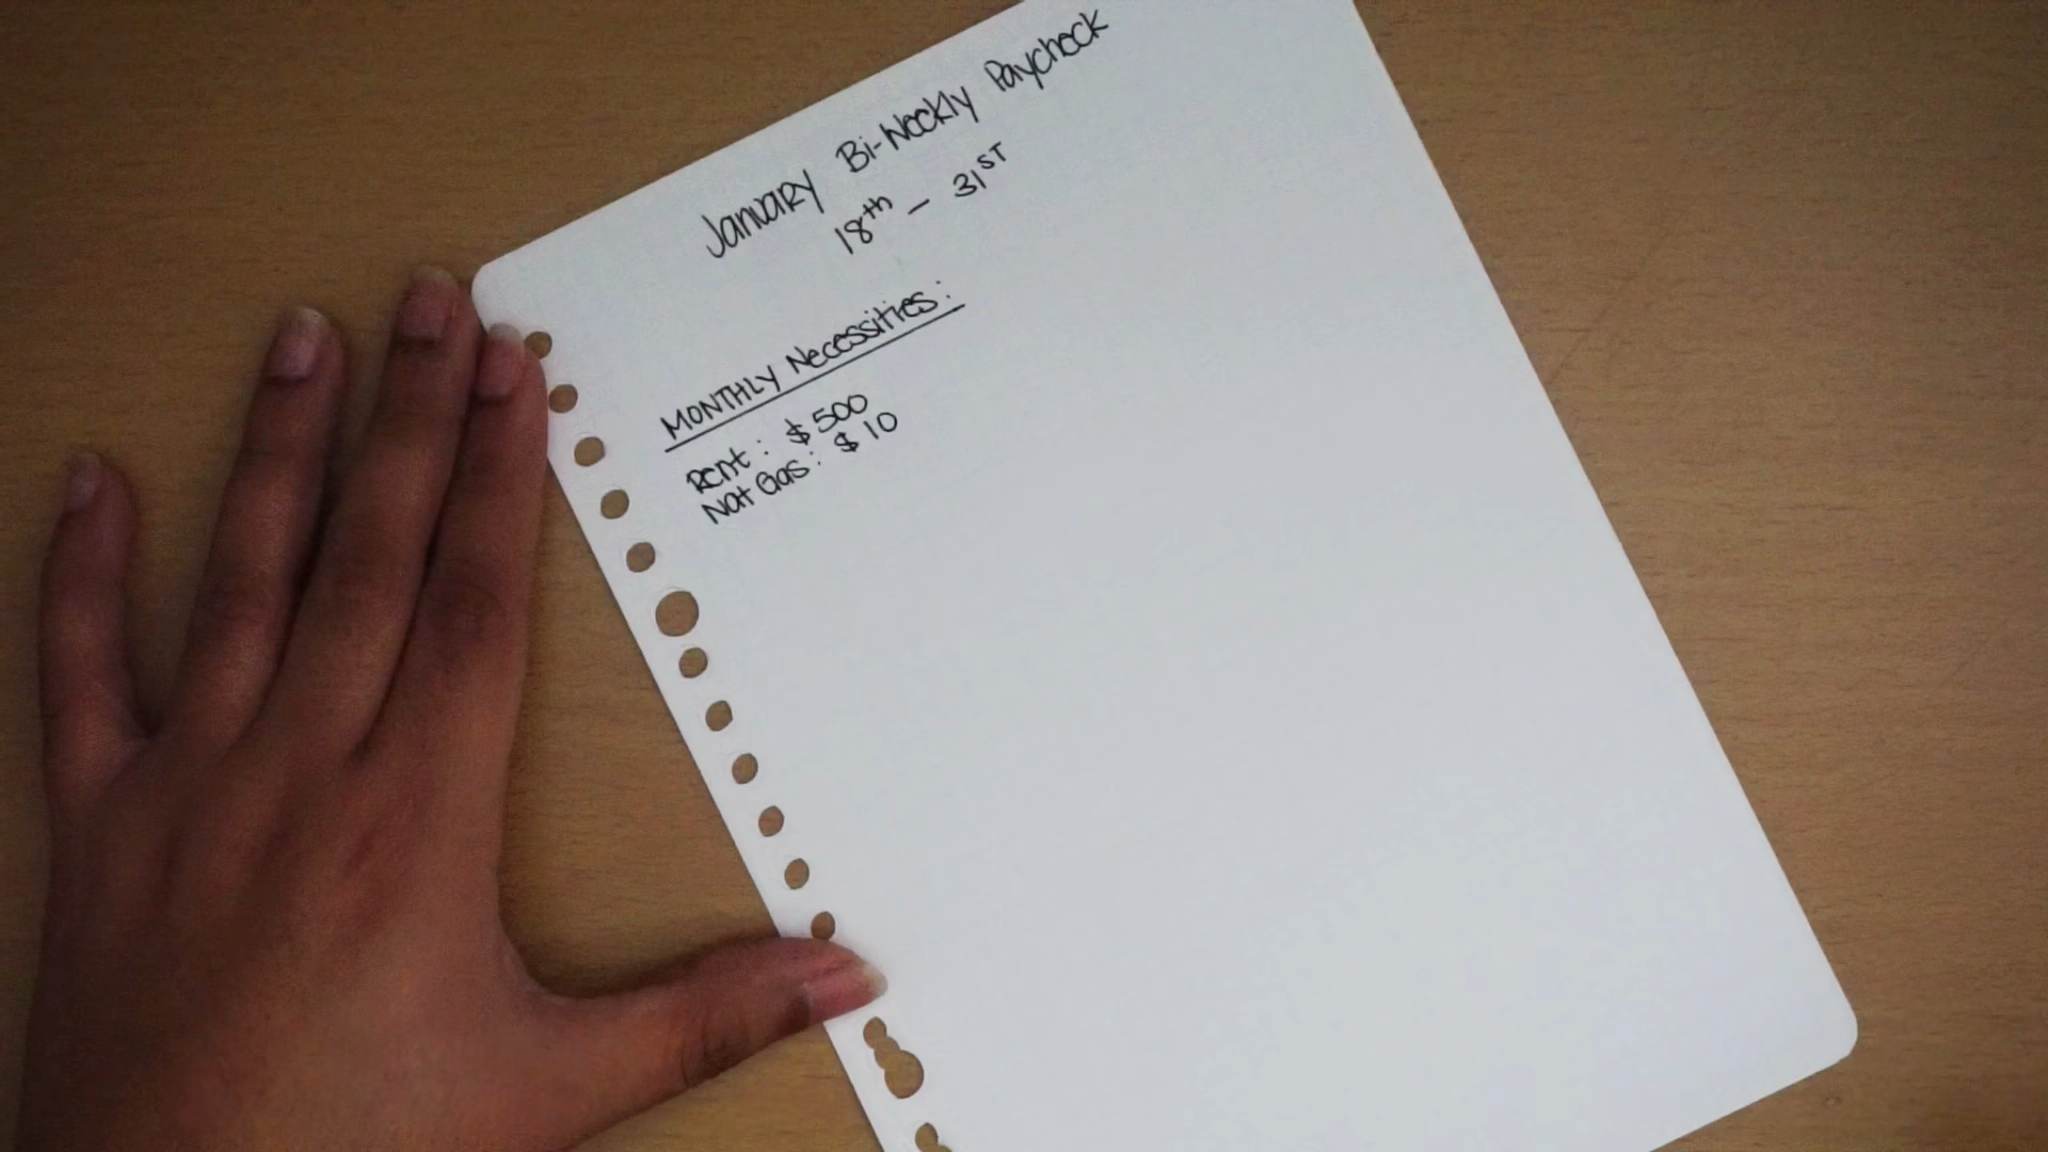 January Bi-Weekly Paycheck
18th - 31ST
MONTHLY Necessities:
Rent: $500
Nat Gas: $10